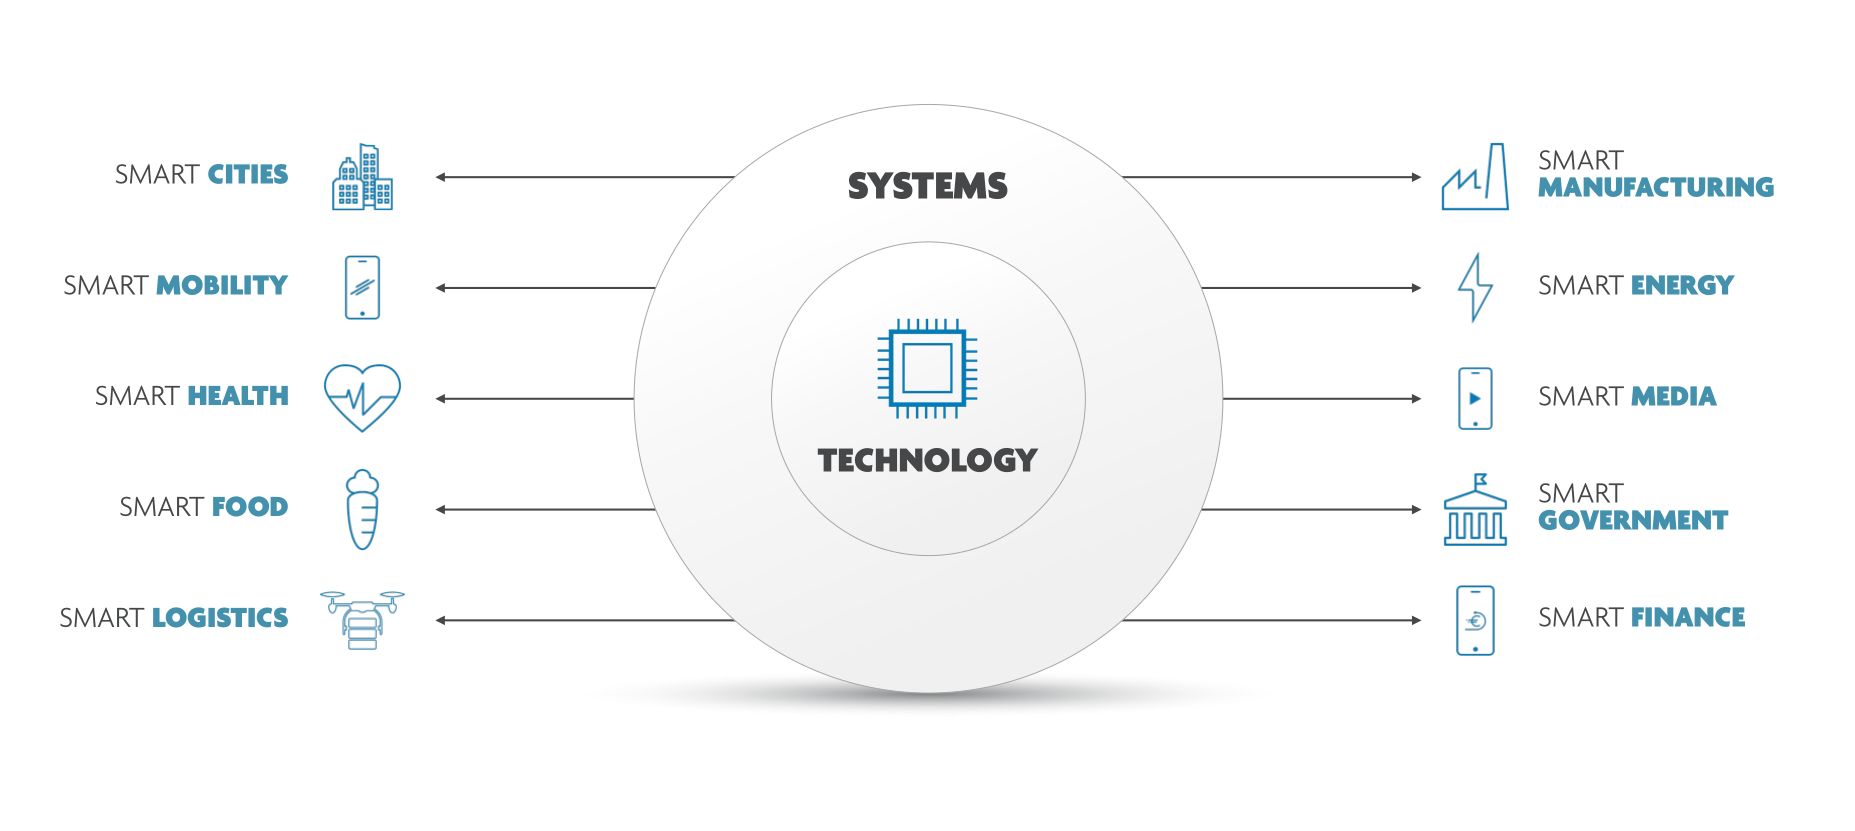 SMART CITIES
SMART MOBILITY
SMART HEALTH
SMART FOOD
SMART LOGISTICS
SYSTEMS
TECHNOLOGY
SMART
MANUFACTURING
SMART ENERGY
SMART MEDIA
SMART
GOVERNMENT
SMART FINANCE